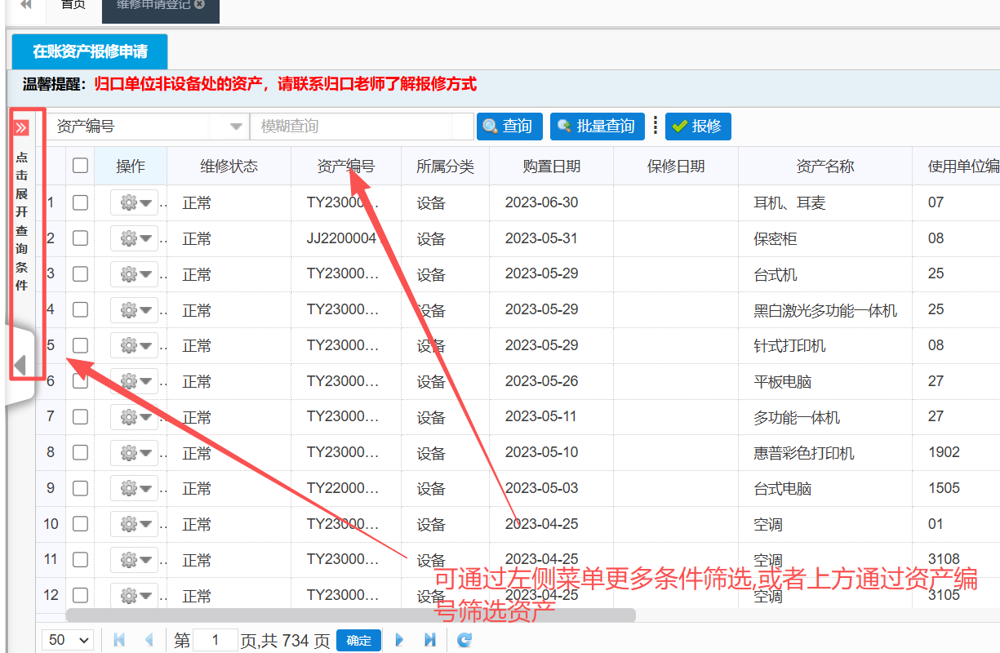 首页 维修申请登记
在账资产报修申请
温馨提醒：归口单位非设备处的资产，请联系归口老师了解报修方式
点击展开查询条件
资产编号 模糊查询 查询 批量查询 报修
操作 维修状态 资产编号 所属分类 购置日期 保修日期 资产名称 使用单位编
1 .. 正常 TY23000… 设备 2023-06-30 耳机、耳麦 07
2 .. 正常 JJ2200004 设备 2023-05-31 保密柜 08
3 .. 正常 TY23000… 设备 2023-05-29 台式机 25
4 .. 正常 TY23000… 设备 2023-05-29 黑白激光多功能一体机 25
5 .. 正常 TY23000… 设备 2023-05-29 针式打印机 08
6 .. 正常 TY23000… 设备 2023-05-26 平板电脑 27
7 .. 正常 TY23000… 设备 2023-05-11 多功能一体机 27
8 .. 正常 TY23000… 设备 2023-05-10 惠普彩色打印机 1902
9 .. 正常 TY22000… 设备 2023-05-03 台式电脑 1505
10 .. 正常 TY23000… 设备 2023-04-25 空调 01
11 .. 正常 TY23000… 设备 2023-04-25 空调 3108
12 .. 正常 TY23000… 设备 2023-04-25 空调 3105
可通过左侧菜单更多条件筛选,或者上方通过资产编
号筛选资产
50 第 1 页,共 734 页 确定